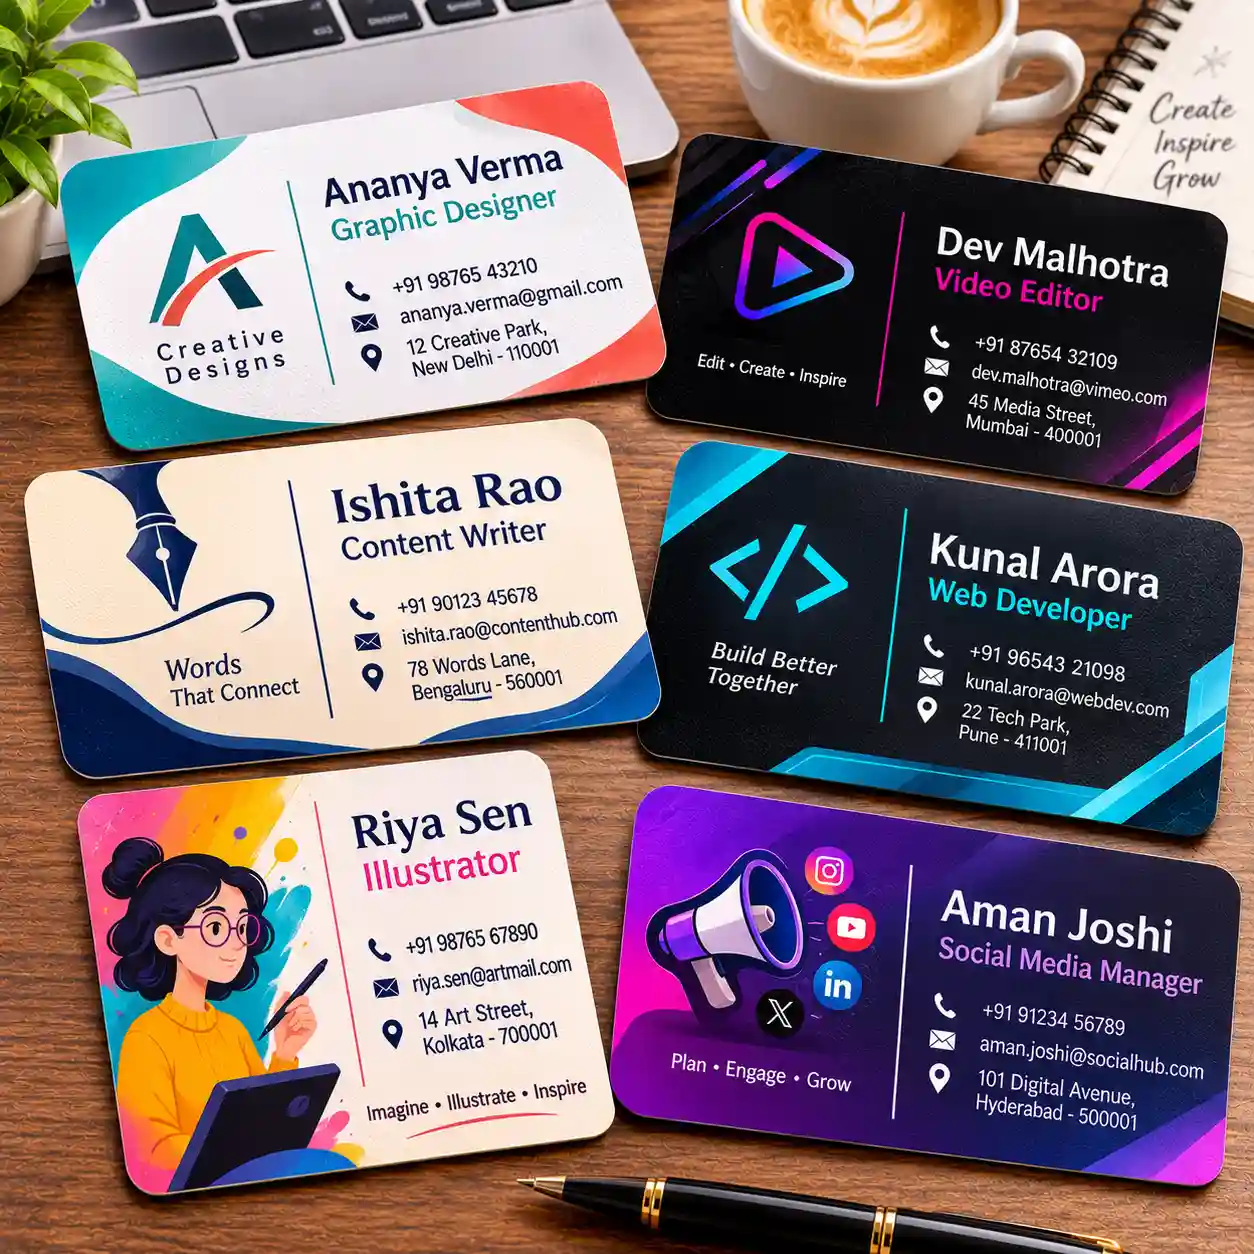 Create
Inspire
Grow
Ananya Verma
Graphic Designer
+91 98765 43210
ananya.verma@gmail.com
12 Creative Park,
New Delhi - 110001
Creative
Designs
Dev Malhotra
Video Editor
+91 87654 32109
dev.malhotra@vimeo.com
45 Media Street,
Mumbai - 400001
Edit • Create • Inspire
Ishita Rao
Content Writer
+91 90123 45678
ishita.rao@contenthub.com
78 Words Lane,
Bengaluru - 560001
Words
That Connect
Kunal Arora
Web Developer
+91 96543 21098
kunal.arora@webdev.com
22 Tech Park,
Pune - 411001
</>
Build Better
Together
Riya Sen
Illustrator
+91 98765 67890
riya.sen@artmail.com
14 Art Street,
Kolkata - 700001
Imagine • Illustrate • Inspire
Aman Joshi
Social Media Manager
+91 91234 56789
aman.joshi@socialhub.com
101 Digital Avenue,
Hyderabad - 500001
in
X
Plan • Engage • Grow